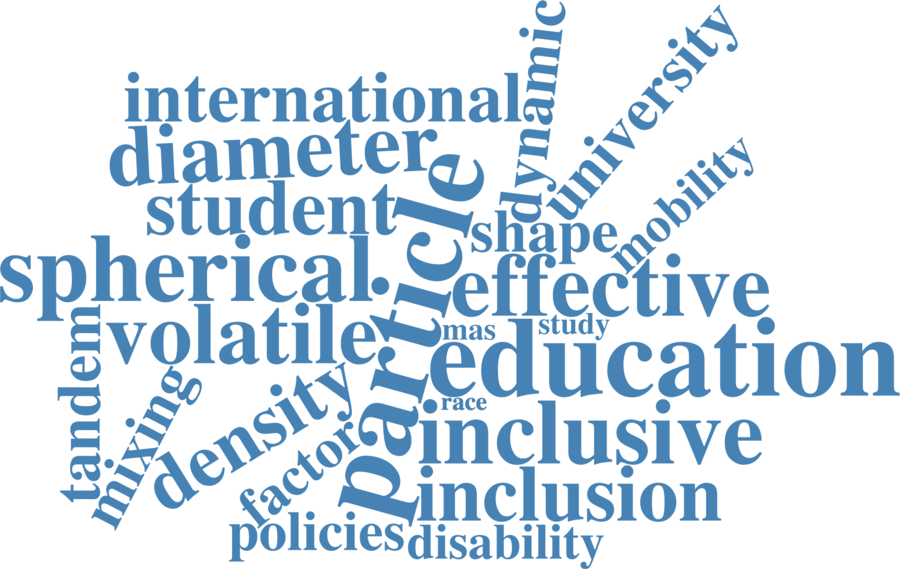 international
dynamic
university
diameter
mobility
student
particle
shape
spherical
effective
volatile
mas
study
education
tandem
mixing
density
race
inclusive
factor
inclusion
policies
disability